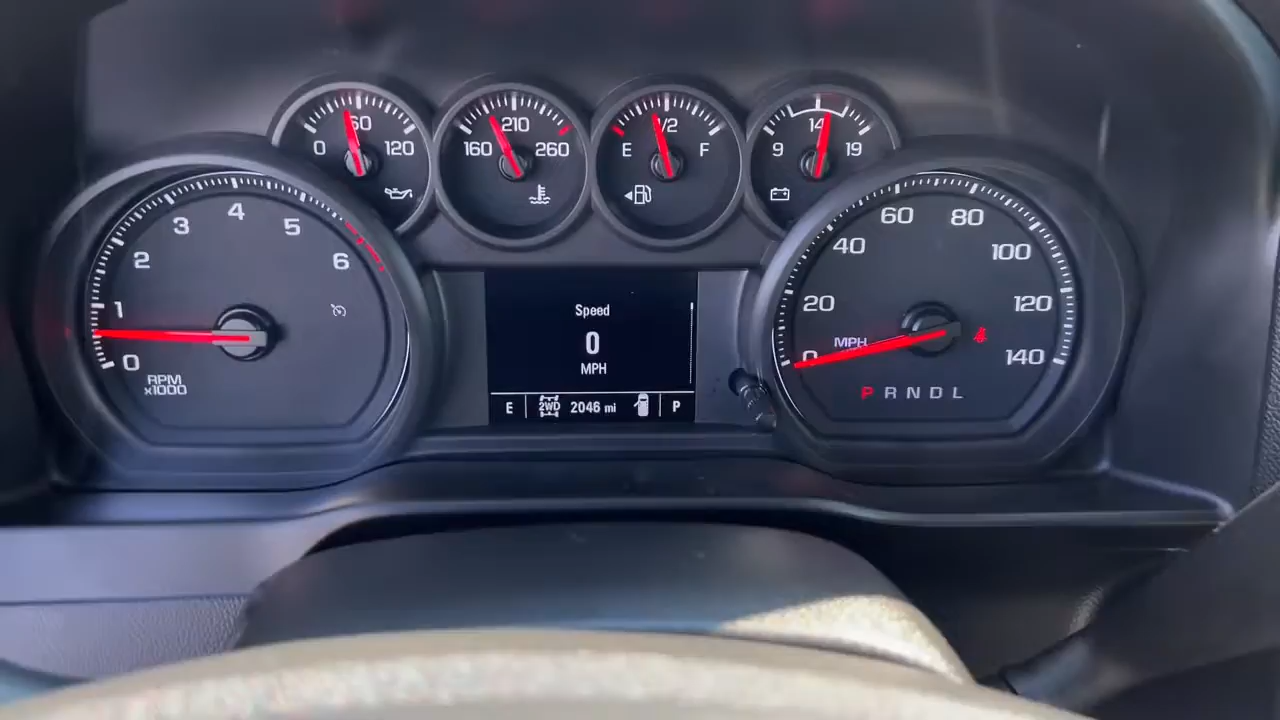 60
0 120
210
160 260
1/2
E F
14
9 19
0 1 2 3 4 5 6
RPM
x1000
Speed
0
MPH
E 2WD 2046 mi P
0 20 40 60 80 100 120 140
MPH
P R N D L